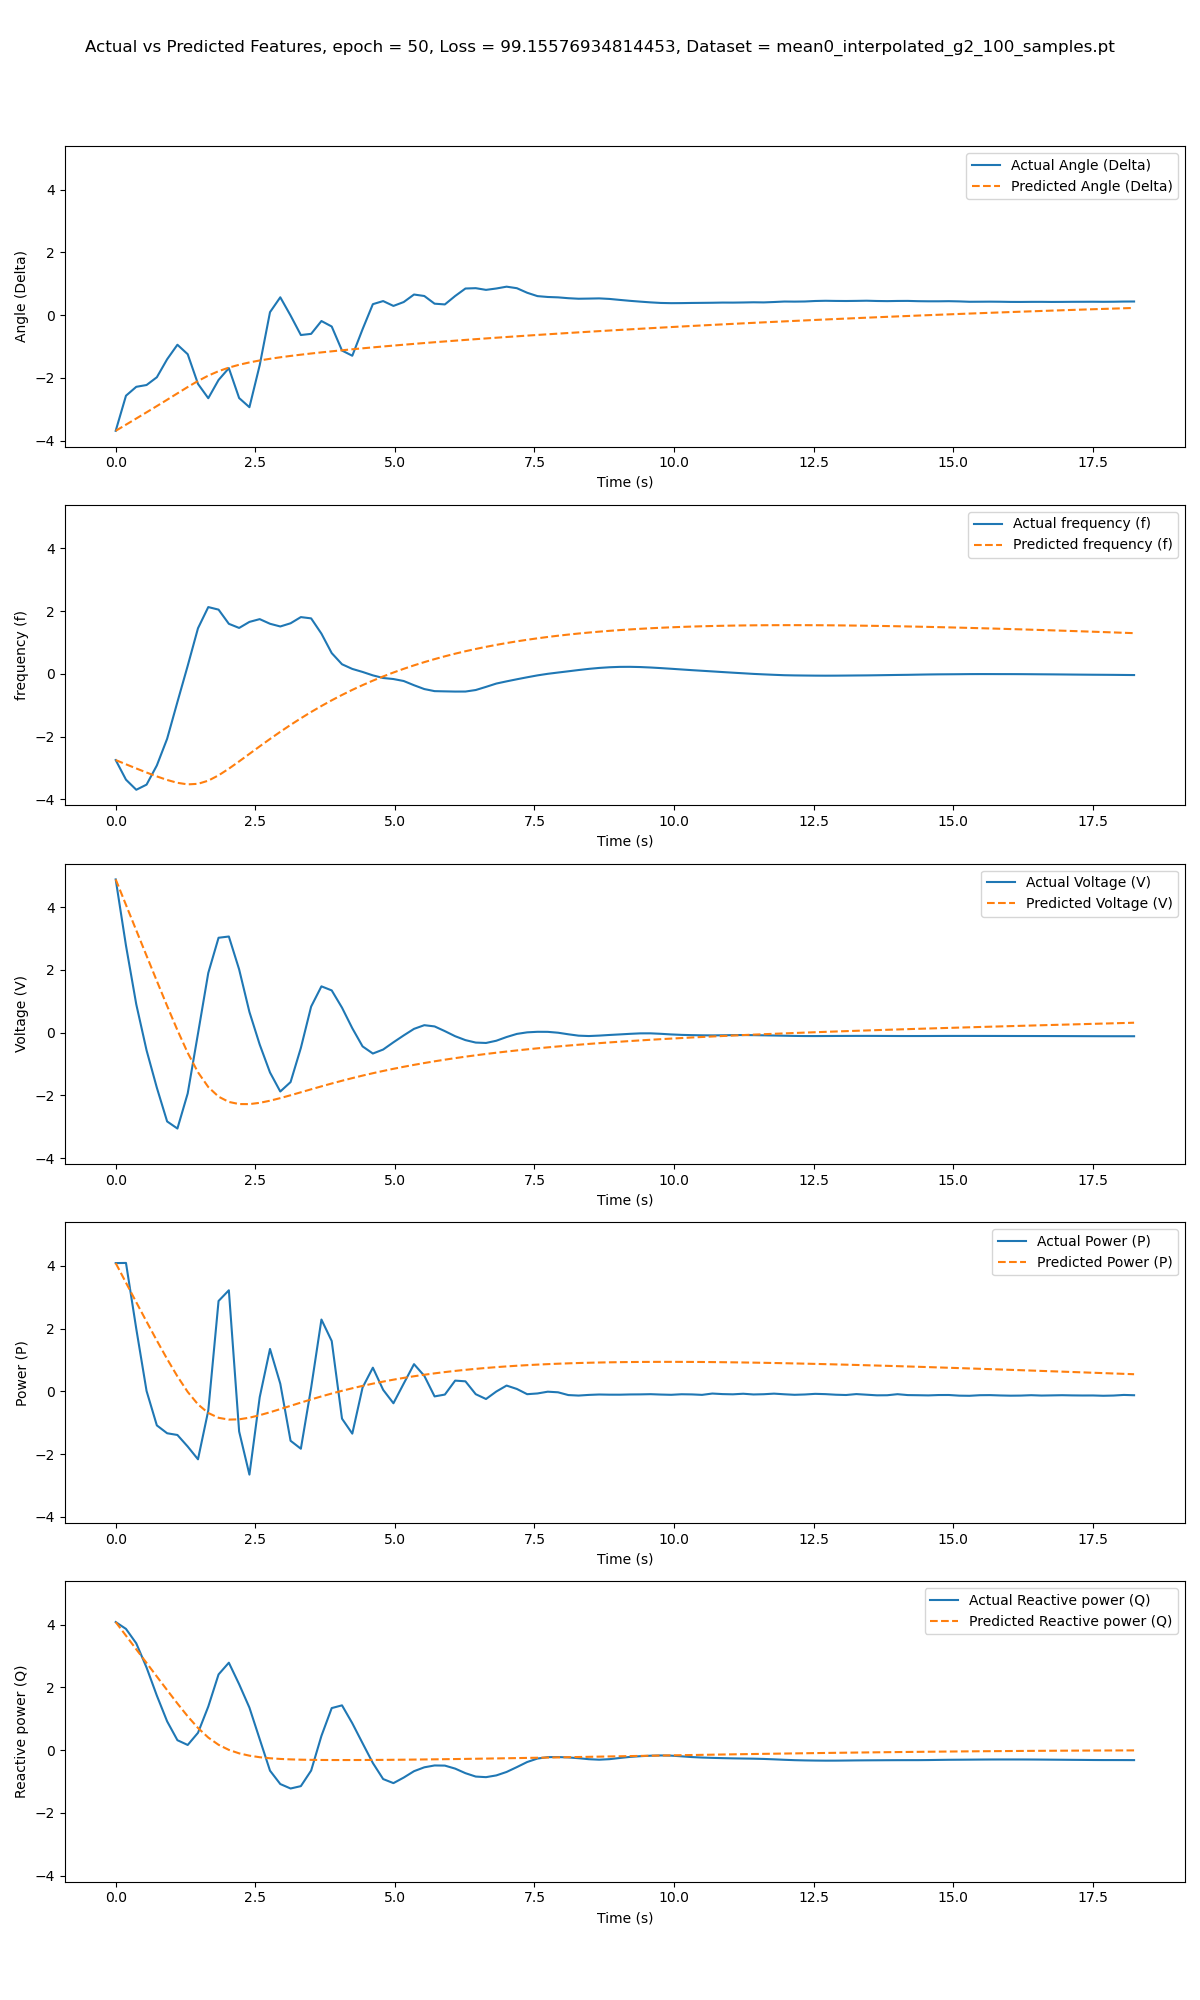 Actual vs Predicted Features, epoch = 50, Loss = 99.15576934814453, Dataset = mean0_interpolated_g2_100_samples.pt
Actual Angle (Delta)
Predicted Angle (Delta)
Angle (Delta)
4
2
0
−2
−4
0.0 2.5 5.0 7.5 10.0 12.5 15.0 17.5
Time (s)
Actual frequency (f)
Predicted frequency (f)
frequency (f)
4
2
0
−2
−4
0.0 2.5 5.0 7.5 10.0 12.5 15.0 17.5
Time (s)
Actual Voltage (V)
Predicted Voltage (V)
Voltage (V)
4
2
0
−2
−4
0.0 2.5 5.0 7.5 10.0 12.5 15.0 17.5
Time (s)
Actual Power (P)
Predicted Power (P)
Power (P)
4
2
0
−2
−4
0.0 2.5 5.0 7.5 10.0 12.5 15.0 17.5
Time (s)
Actual Reactive power (Q)
Predicted Reactive power (Q)
Reactive power (Q)
4
2
0
−2
−4
0.0 2.5 5.0 7.5 10.0 12.5 15.0 17.5
Time (s)